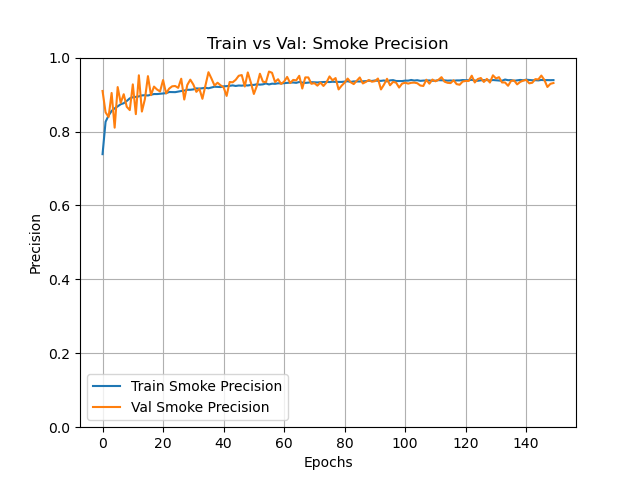 Train vs Val: Smoke Precision
1.0
0.8
0.6
0.4
0.2
0.0
Precision
Train Smoke Precision
Val Smoke Precision
0 20 40 60 80 100 120 140
Epochs